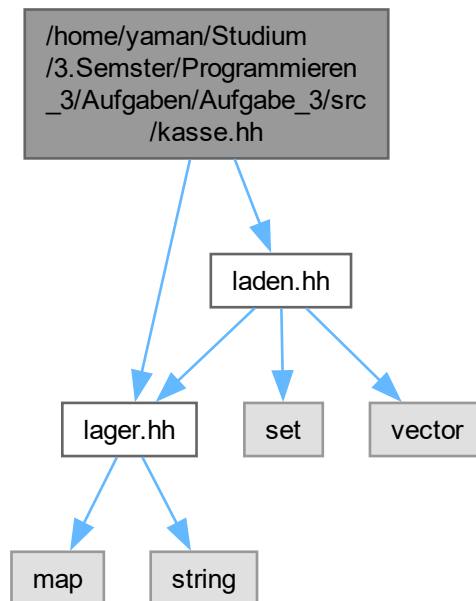 /home/yaman/Studium
/3.Semster/Programmieren
_3/Aufgaben/Aufgabe_3/src
/kasse.hh
laden.hh
lager.hh
set
vector
map
string